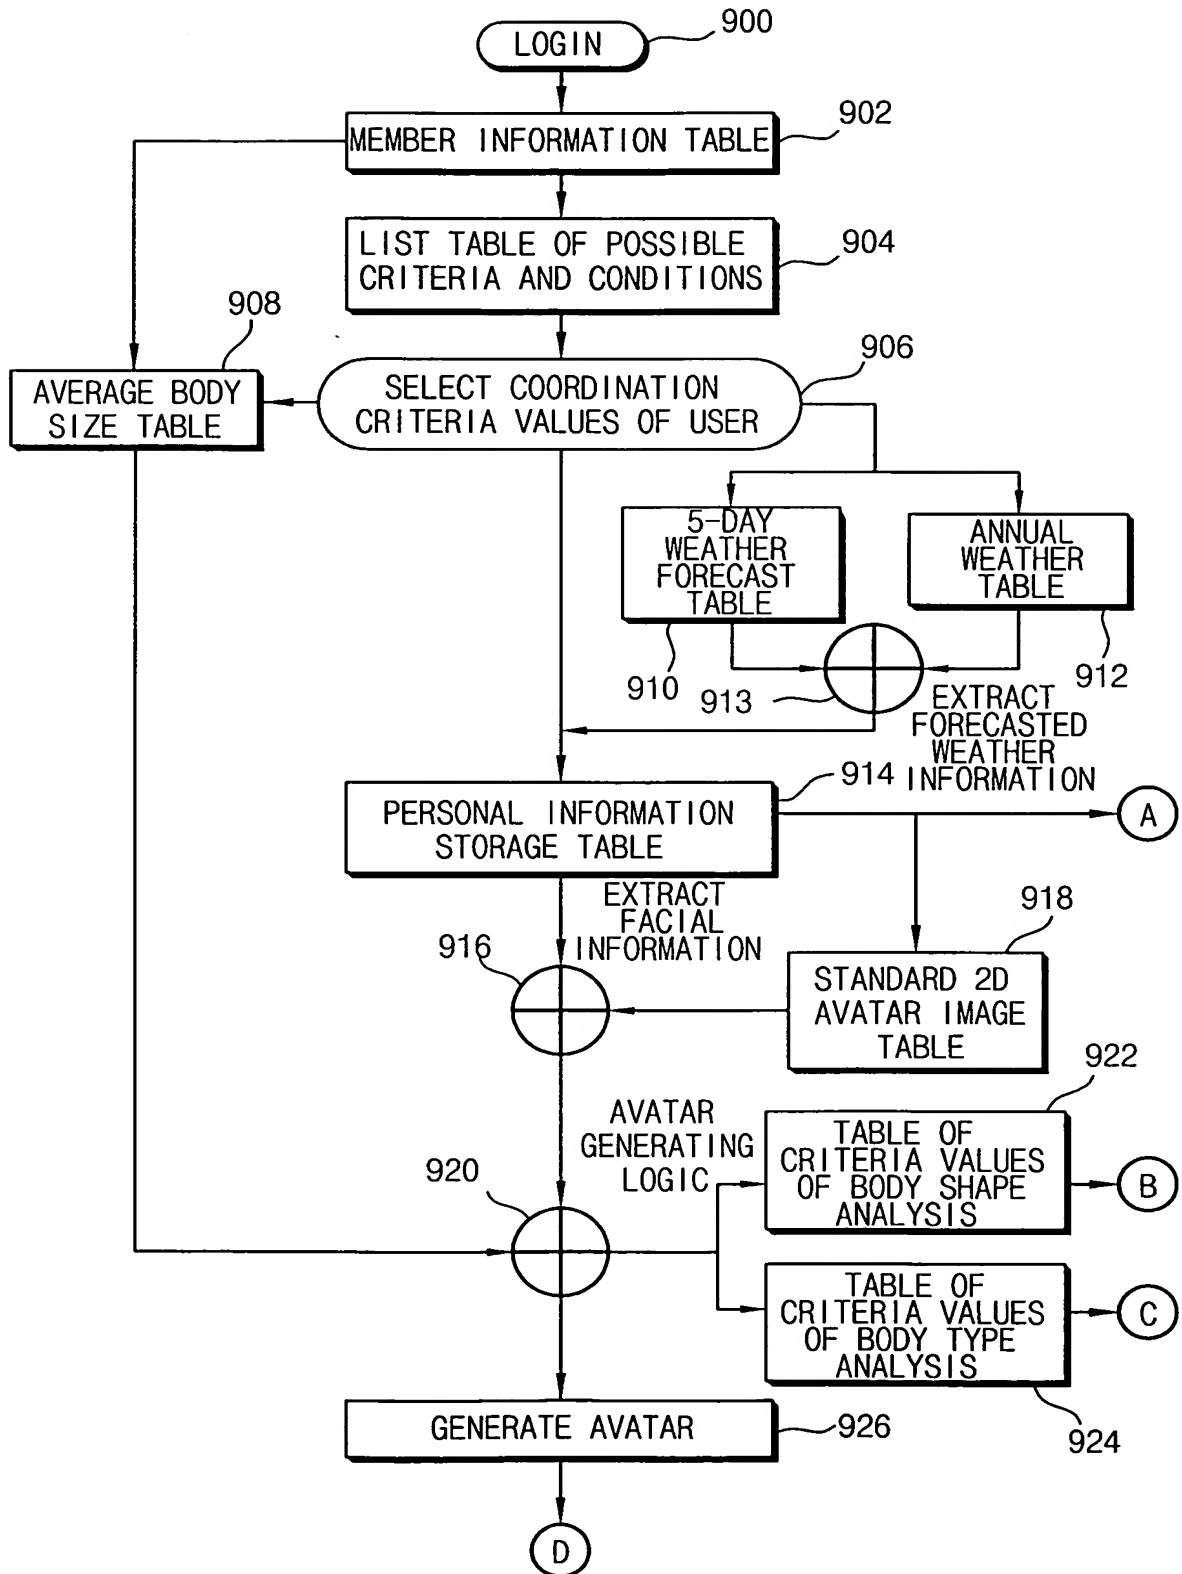 LOGIN
900
MEMBER INFORMATION TABLE
902
LIST TABLE OF POSSIBLE
CRITERIA AND CONDITIONS
904
908
AVERAGE BODY
SIZE TABLE
SELECT COORDINATION
CRITERIA VALUES OF USER
906
5-DAY
WEATHER
FORECAST
TABLE
910
ANNUAL
WEATHER
TABLE
912
913
EXTRACT
FORECASTED
WEATHER
INFORMATION
914
PERSONAL INFORMATION
STORAGE TABLE
A
EXTRACT
FACIAL
INFORMATION
916
918
STANDARD 2D
AVATAR IMAGE
TABLE
920
AVATAR
GENERATING
LOGIC
922
TABLE OF
CRITERIA VALUES
OF BODY SHAPE
ANALYSIS
B
TABLE OF
CRITERIA VALUES
OF BODY TYPE
ANALYSIS
C
924
GENERATE AVATAR
926
D